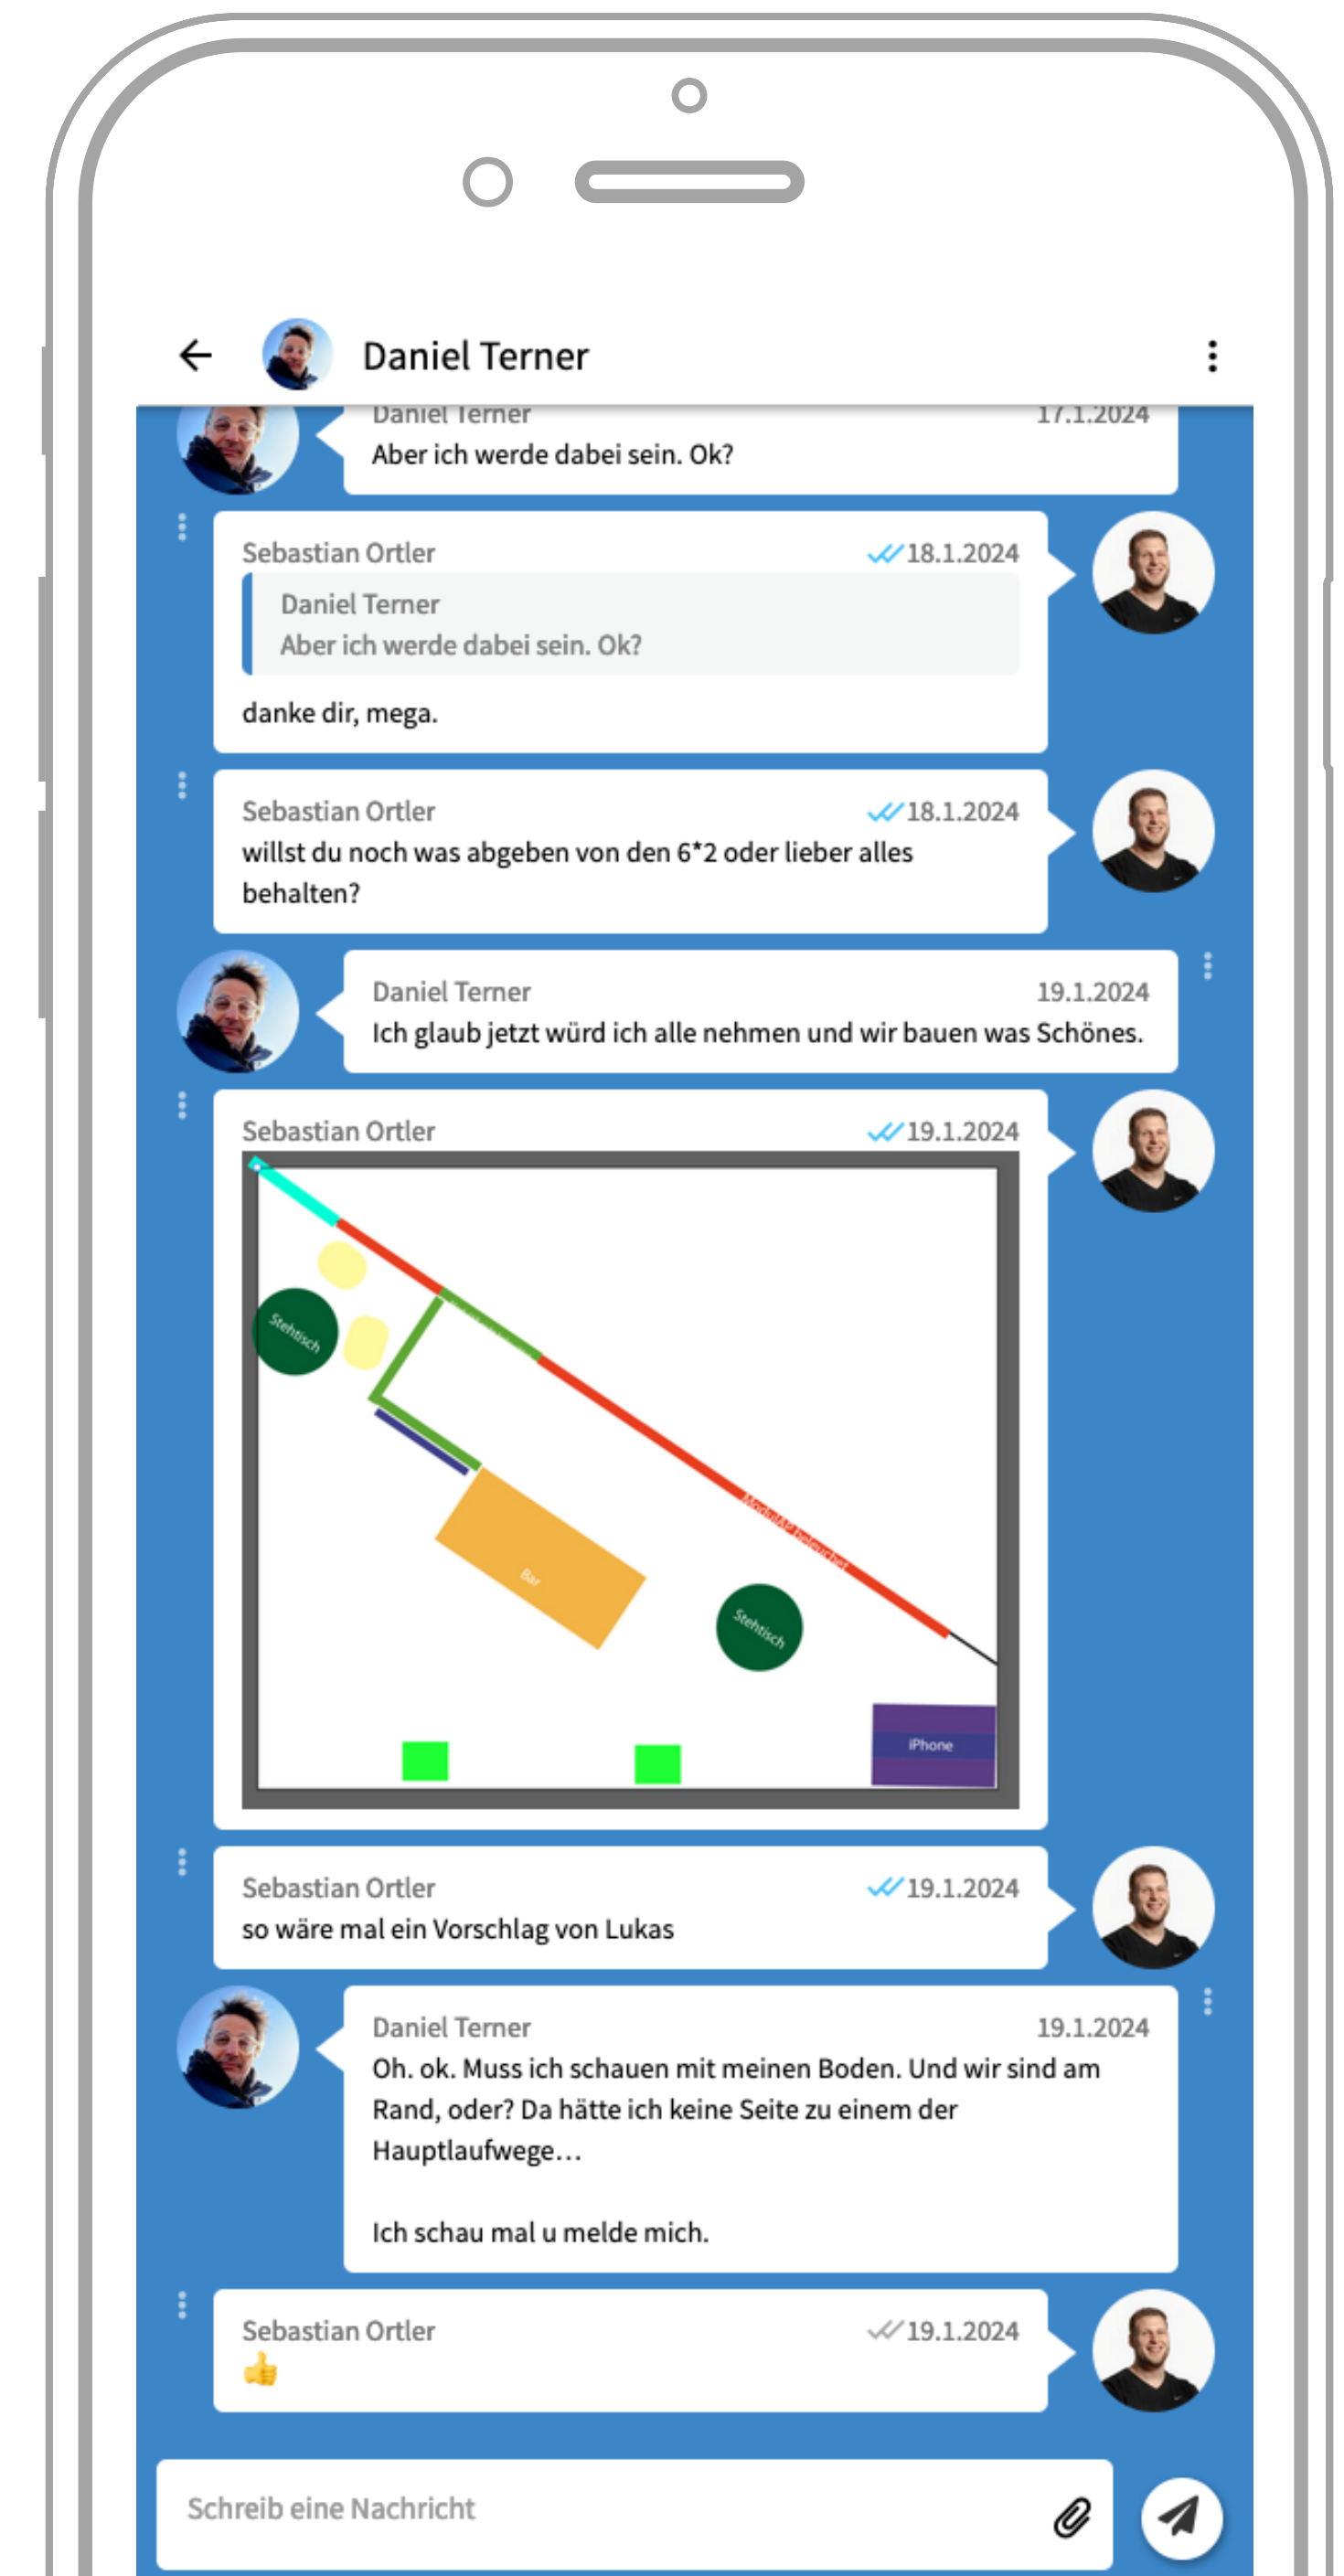 Daniel Terner
Daniel Terner 17.1.2024
Aber ich werde dabei sein. Ok?
Sebastian Ortler 18.1.2024
Daniel Terner
Aber ich werde dabei sein. Ok?
danke dir, mega.
Sebastian Ortler 18.1.2024
willst du noch was abgeben von den 6*2 oder lieber alles
behalten?
Daniel Terner 19.1.2024
Ich glaub jetzt würd ich alle nehmen und wir bauen was Schönes.
Sebastian Ortler 19.1.2024
Stehtisch
ModulAP beleuchet
Bar
Stehtisch
iPhone
Sebastian Ortler 19.1.2024
so wäre mal ein Vorschlag von Lukas
Daniel Terner 19.1.2024
Oh. ok. Muss ich schauen mit meinen Boden. Und wir sind am
Rand, oder? Da hätte ich keine Seite zu einem der
Hauptlaufwege...
Ich schau mal u melde mich.
Sebastian Ortler 19.1.2024
👍
Schreib eine Nachricht